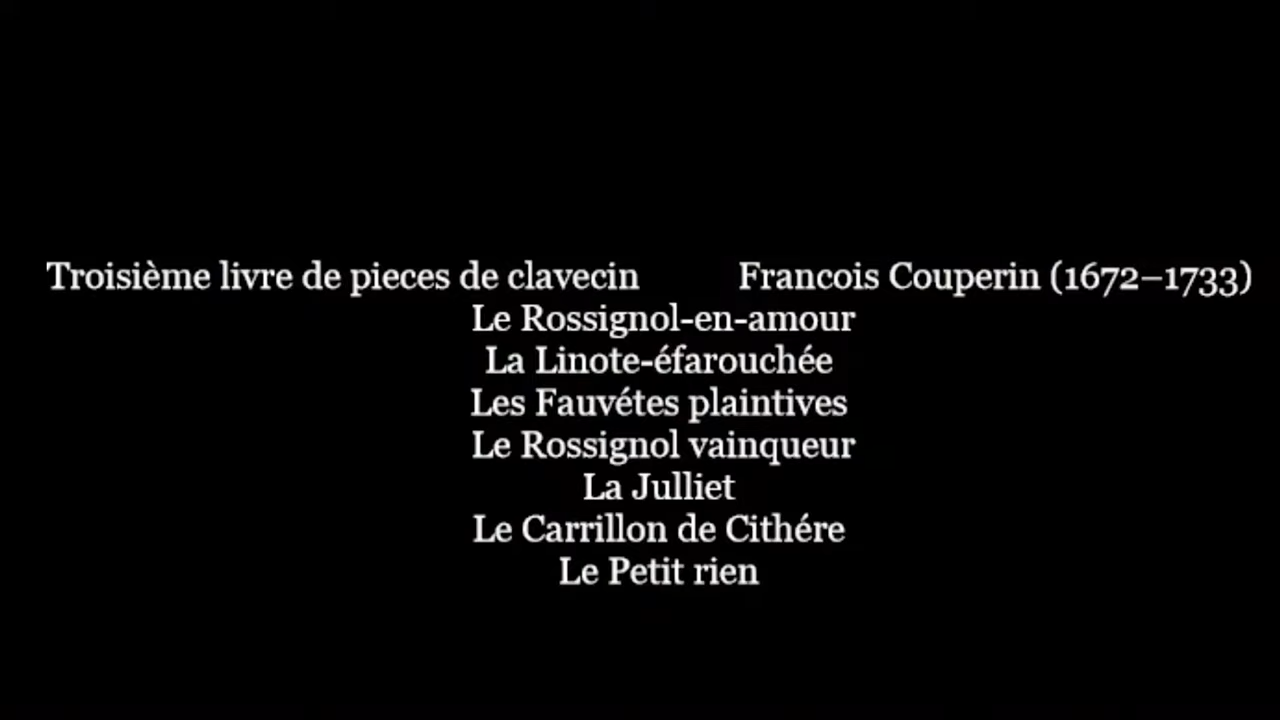 Troisième livre de pieces de clavecin Francois Couperin (1672–1733)
Le Rossignol-en-amour
La Linote-éfarouchée
Les Fauvétes plaintives
Le Rossignol vainqueur
La Julliet
Le Carrillon de Cithére
Le Petit rien